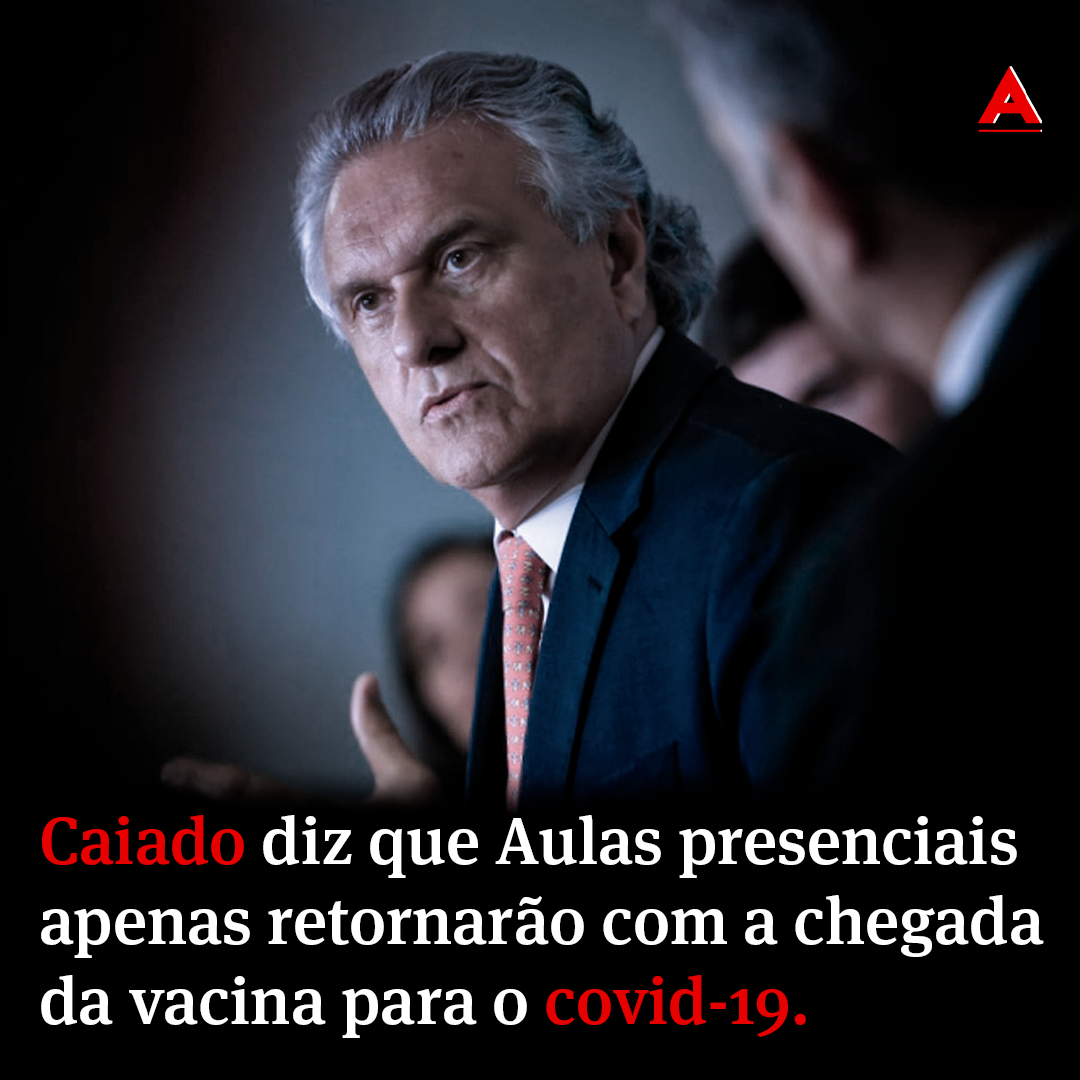 A
Caiado diz que Aulas presenciais
apenas retornarão com a chegada
da vacina para o covid-19.